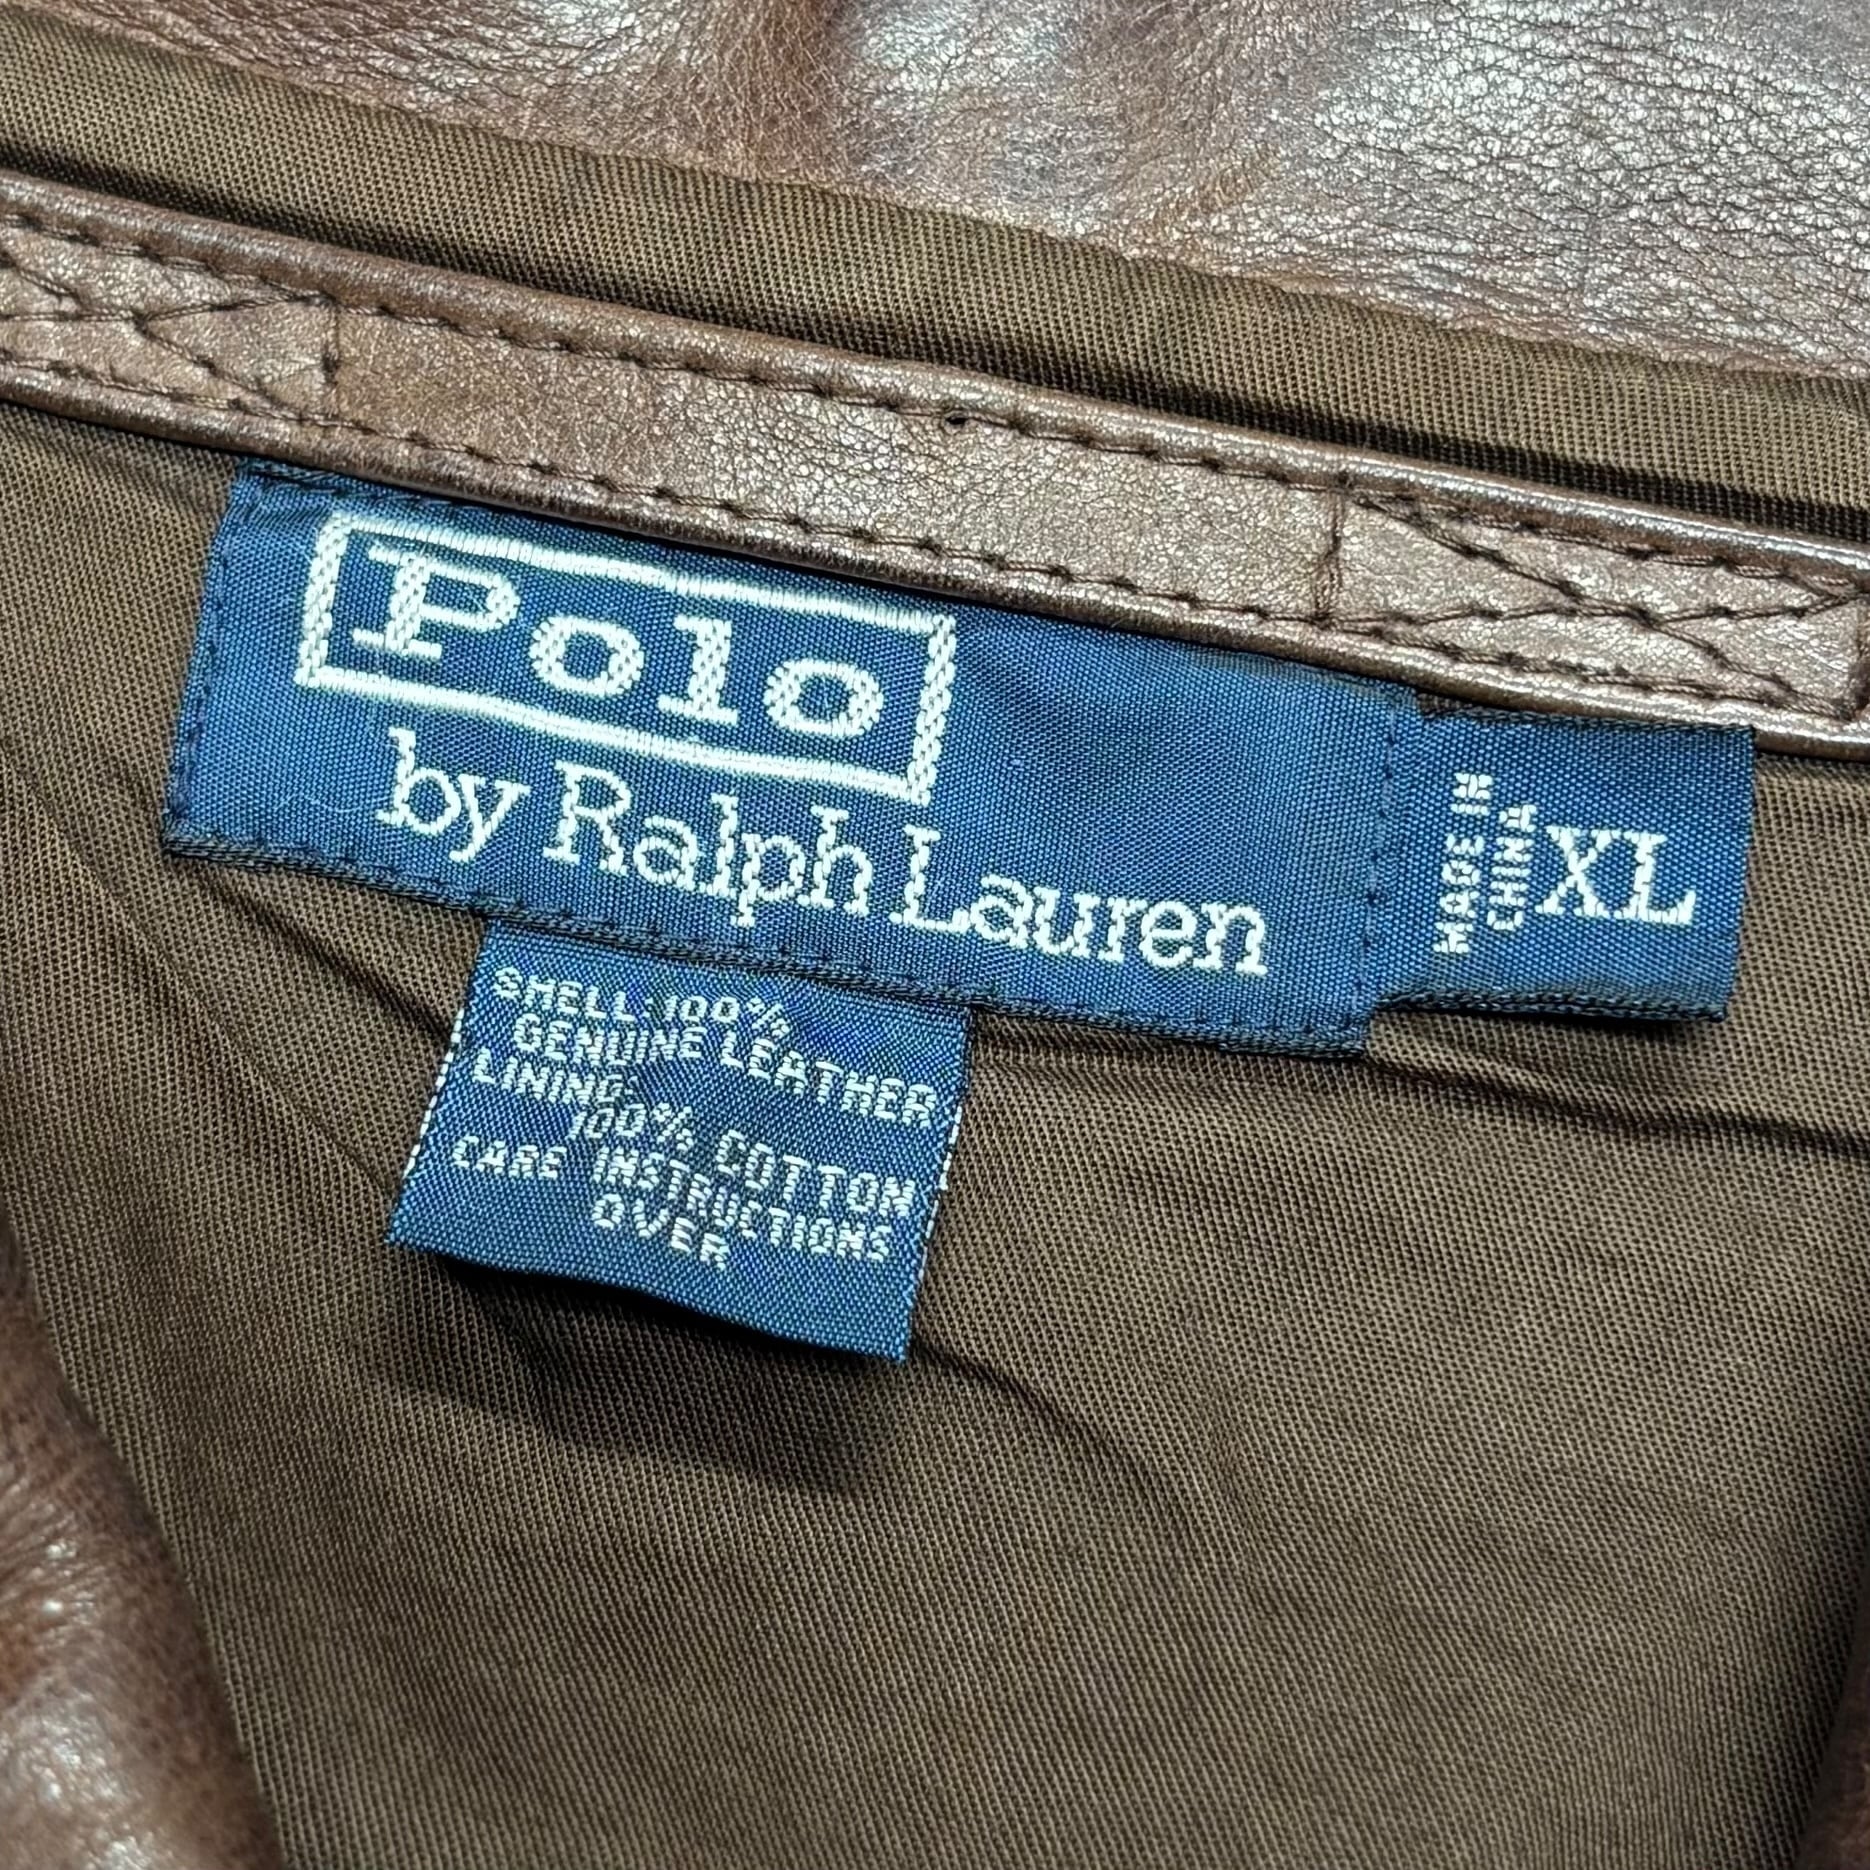 Polo
by Ralph Lauren
MADE IN
CHINA
XL
SHELL:100%
GENUINE LEATHER
LINING:
100% COTTON
CARE INSTRUCTIONS
OVER